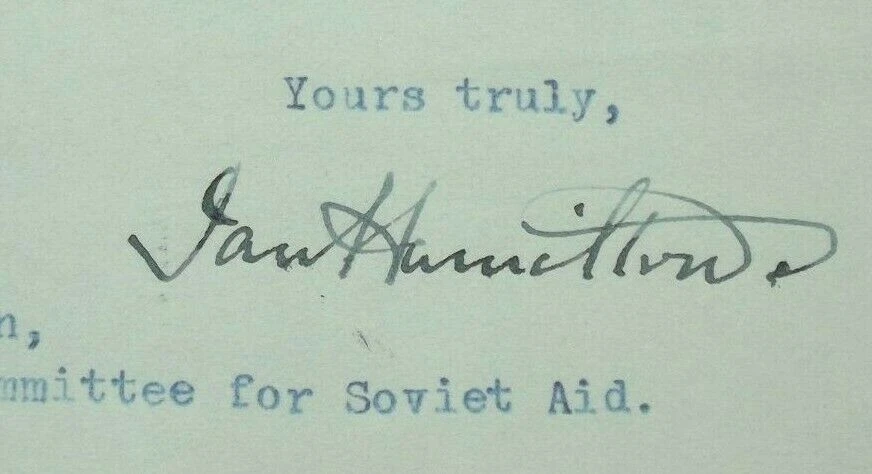 Yours truly,
Ian Hamilton.
n,
mmittee for Soviet Aid.